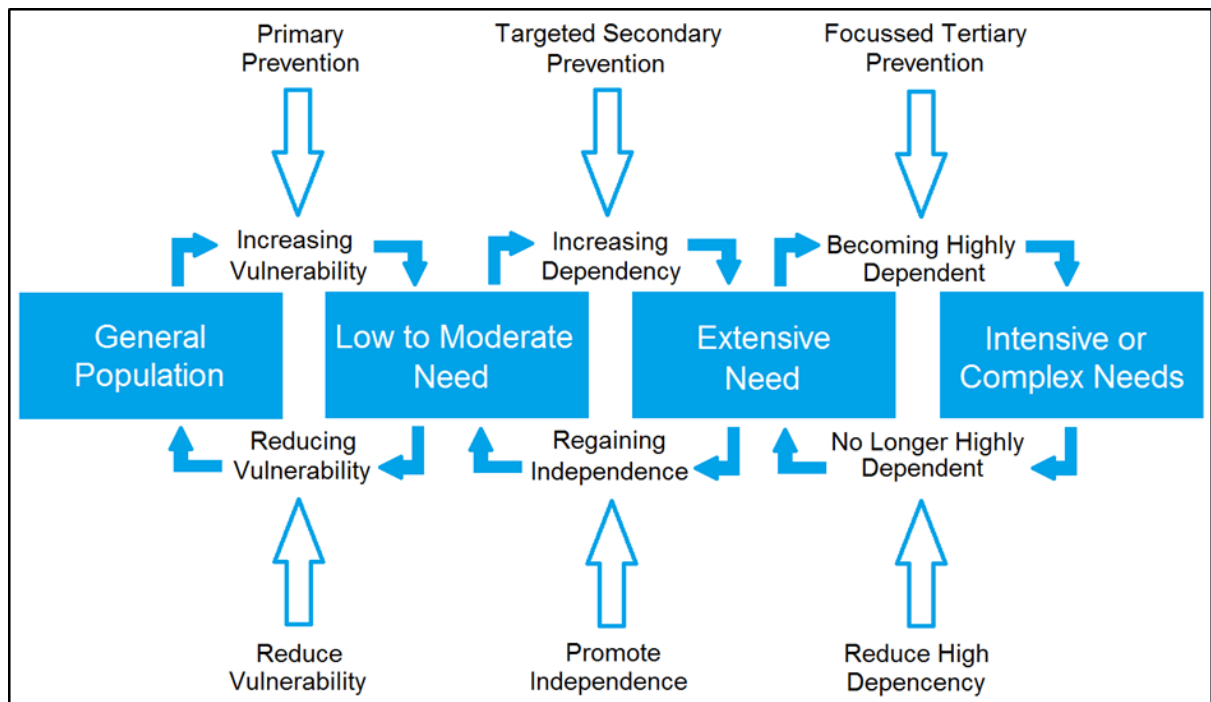 Primary
Prevention
Targeted Secondary
Prevention
Focussed Tertiary
Prevention
Increasing
Vulnerability
Increasing
Dependency
Becoming Highly
Dependent
General
Population
Low to Moderate
Need
Extensive
Need
Intensive or
Complex Needs
Reducing
Vulnerability
Regaining
Independence
No Longer Highly
Dependent
Reduce
Vulnerability
Promote
Independence
Reduce High
Depencency